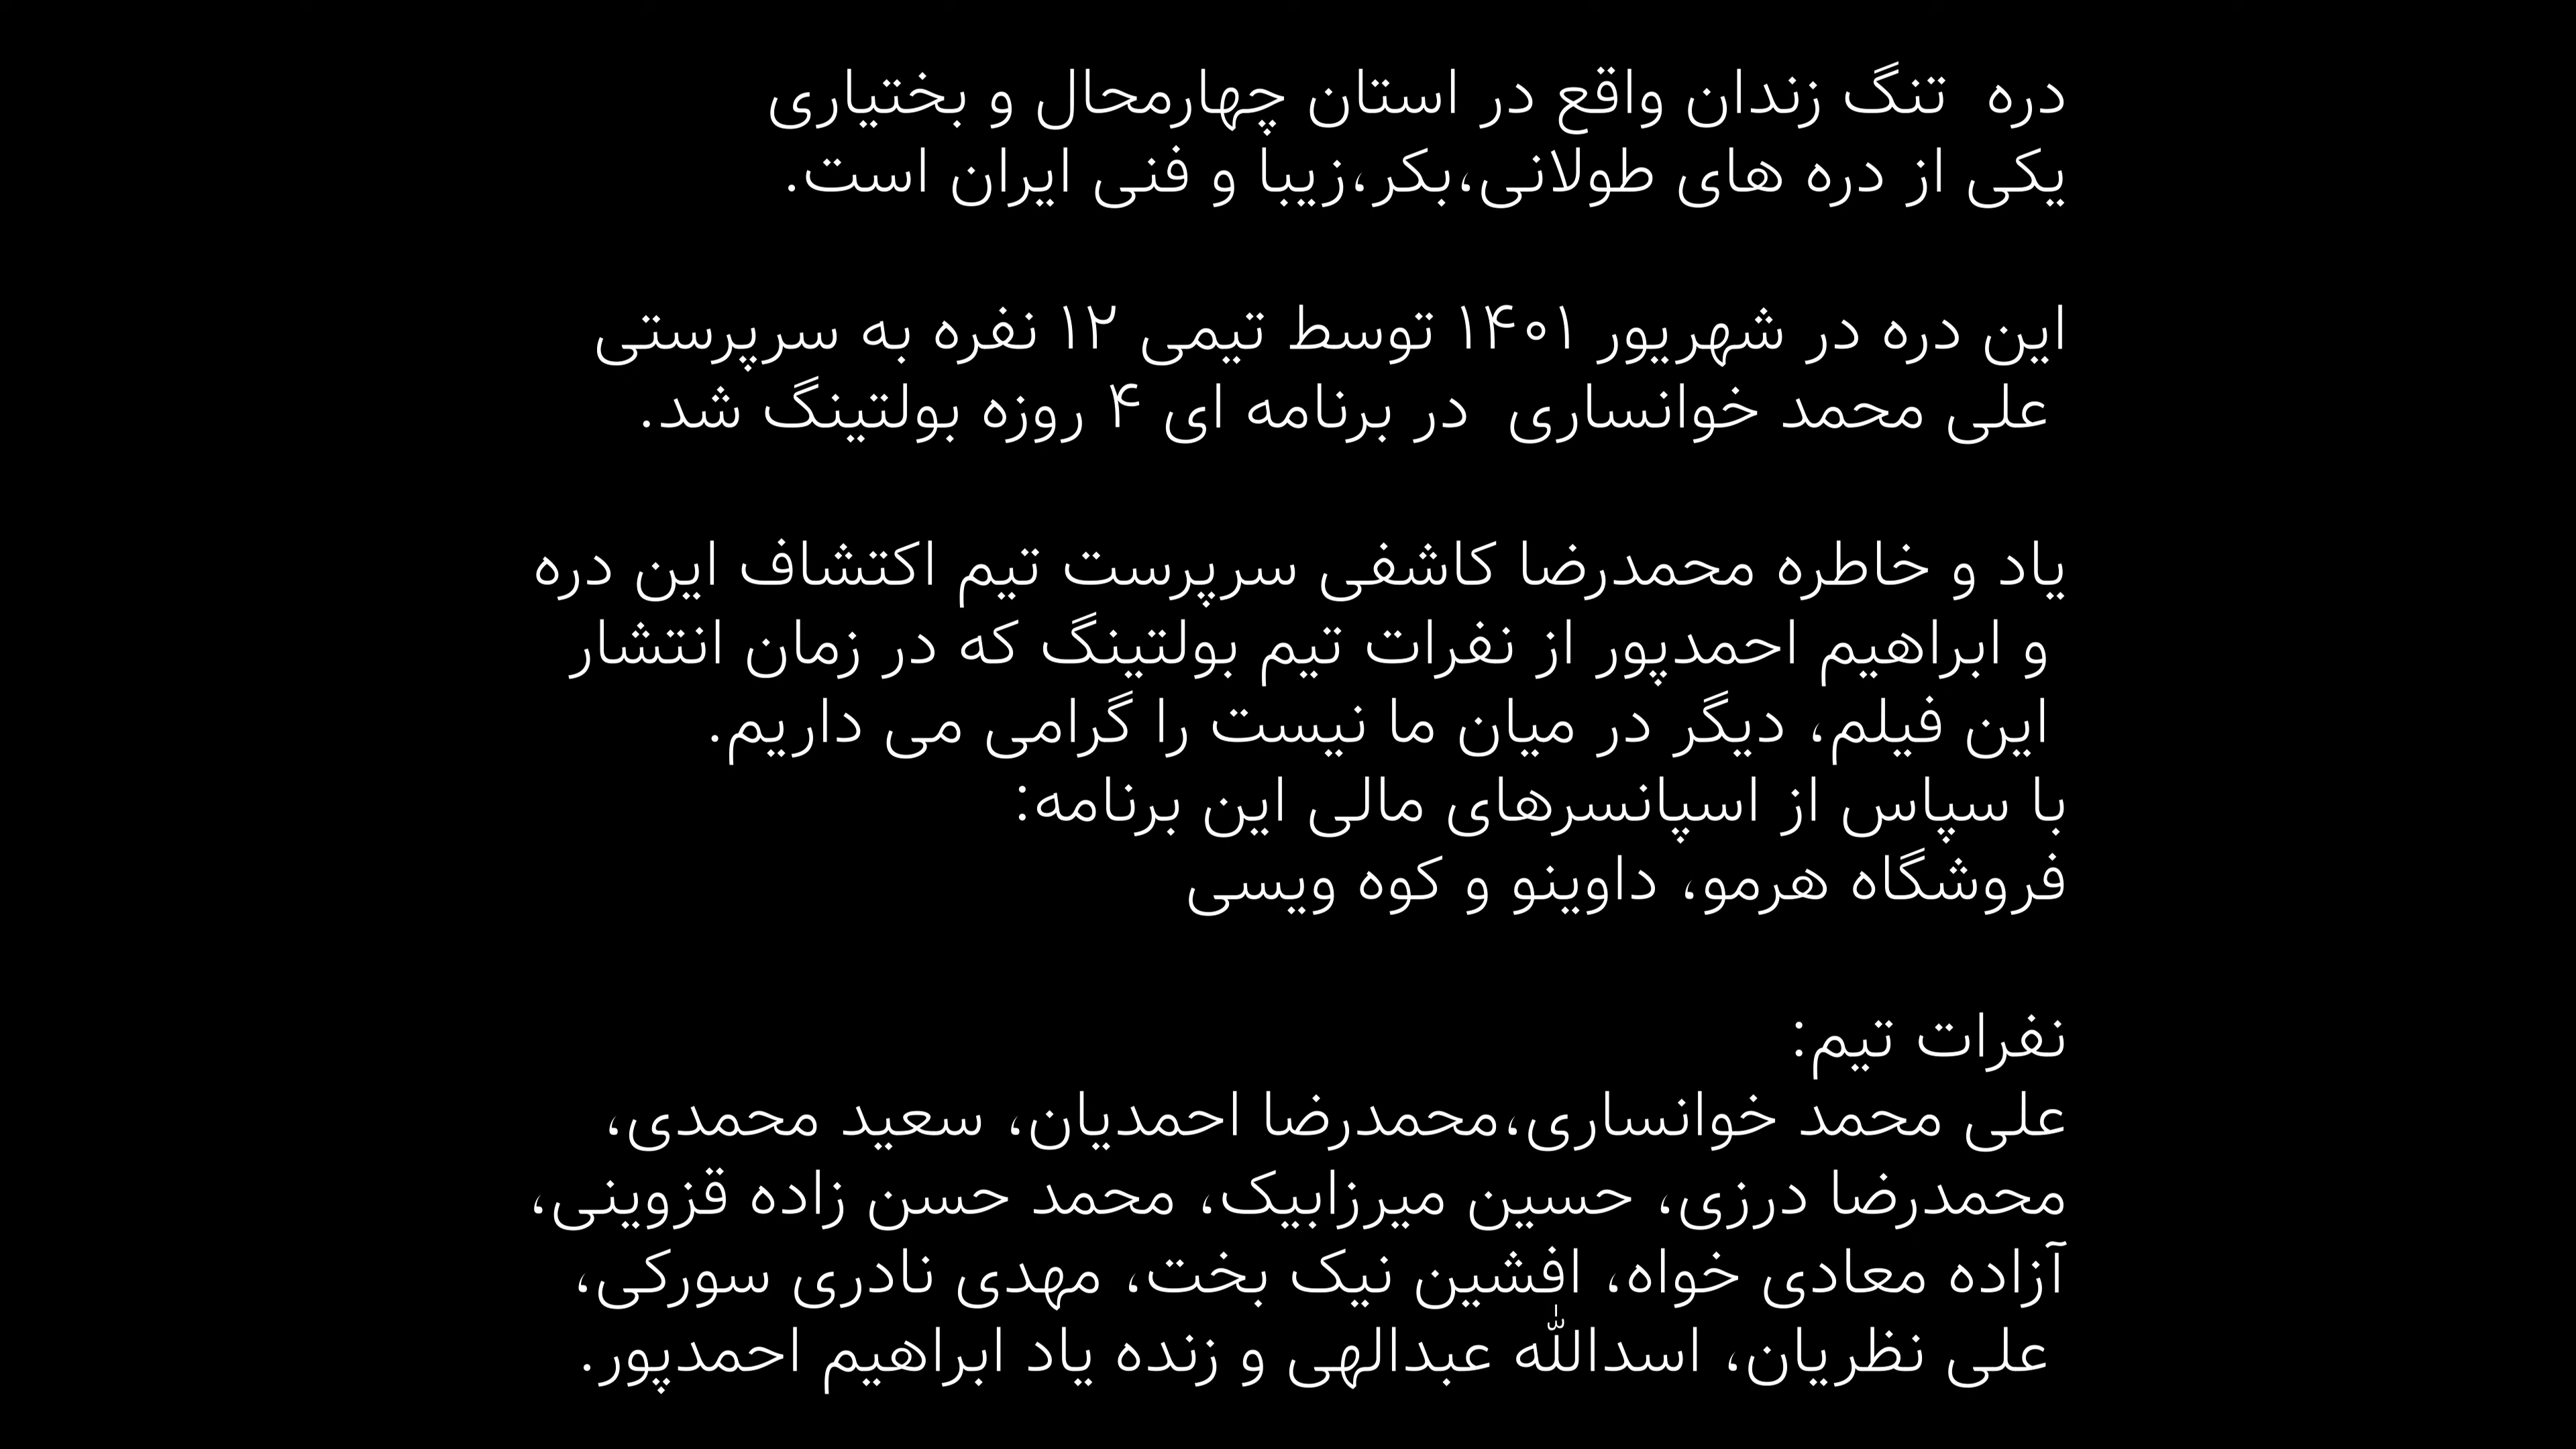 دره تنگ زندان واقع در استان چهارمحال و بختیاری
یکی از دره های طولانی،بکر،زیبا و فنی ایران است.
این دره در شهریور ۱۴۰۱ توسط تیمی ۱۲ نفره به سرپرستی
علی محمد خوانساری در برنامه ای ۴ روزه بولتینگ شد.
یاد و خاطره محمدرضا کاشفی سرپرست تیم اکتشاف این دره
و ابراهیم احمدپور از نفرات تیم بولتینگ که در زمان انتشار
این فیلم، دیگر در میان ما نیست را گرامی می داریم.
با سپاس از اسپانسرهای مالی این برنامه:
فروشگاه هرمو، داوینو و کوه ویسی
نفرات تیم:
علی محمد خوانساری،محمدرضا احمدیان، سعید محمدی،
محمدرضا درزی، حسین میرزابیک، محمد حسن زاده قزوینی،
آزاده معادی خواه، افشین نیک بخت، مهدی نادری سورکی،
علی نظریان، اسدالله عبدالهی و زنده یاد ابراهیم احمدپور.